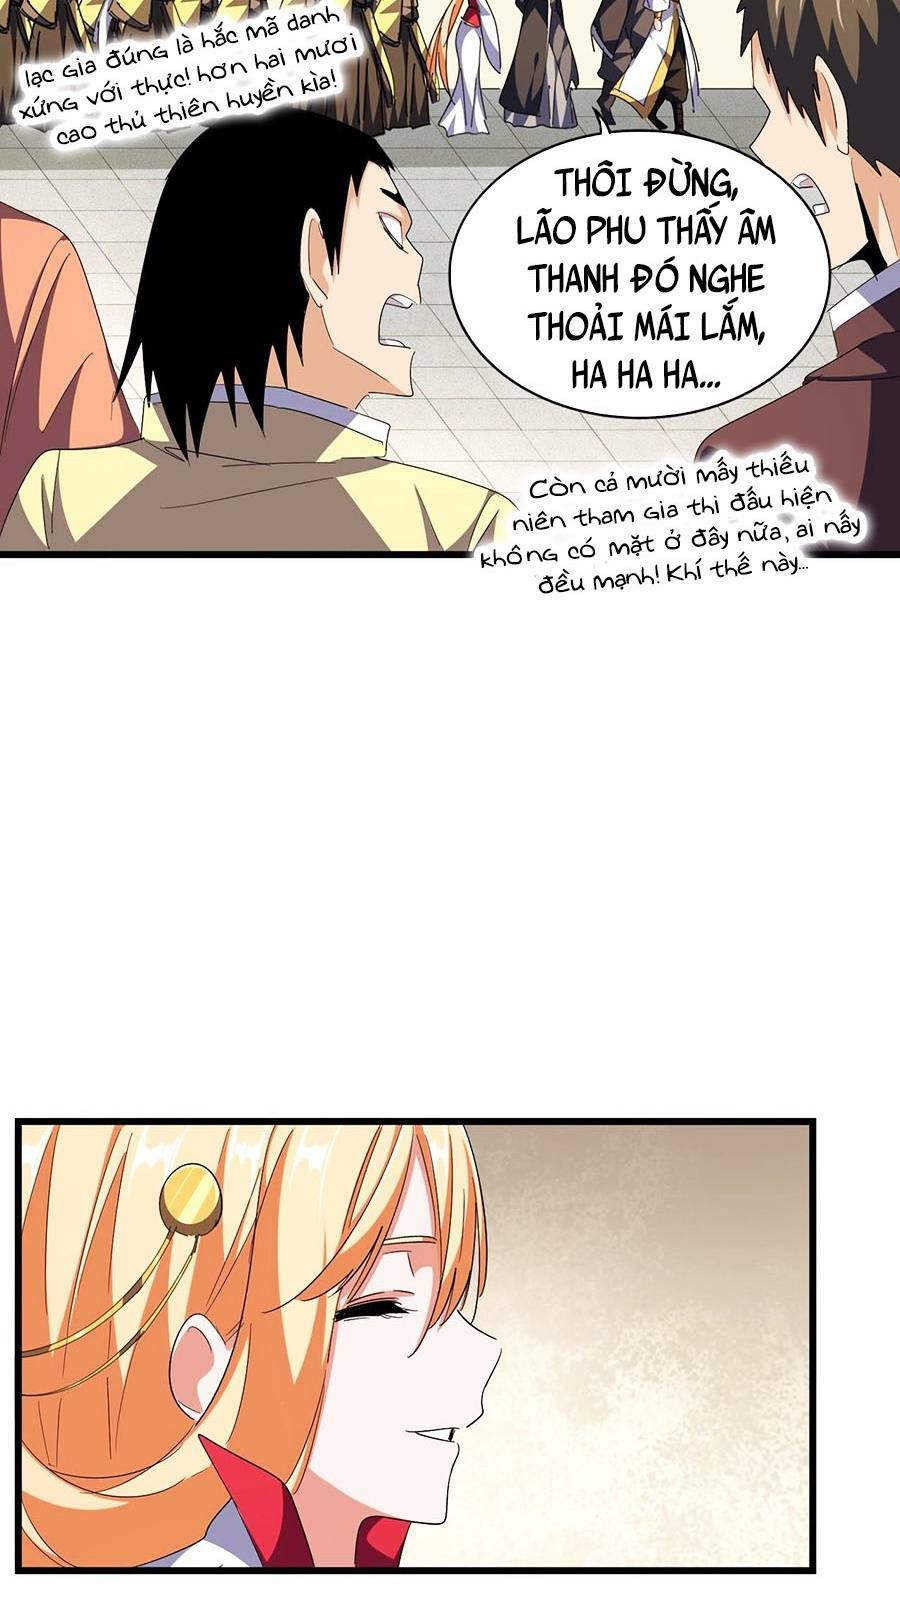 lạc gia đúng là hắc mã danh
xứng với thực! hơn hai mươi
cao thủ thiên huyền kìa!
THÔI ĐỪNG,
LÃO PHU THẤY ÂM
THANH ĐÓ NGHE
THOẢI MÁI LẮM,
HA HA HA...
Còn cả mười mấy thiếu
niên tham gia thi đấu hiện
không có mặt ở đây nữa, ai nấy
đều mạnh! Khí thế này...